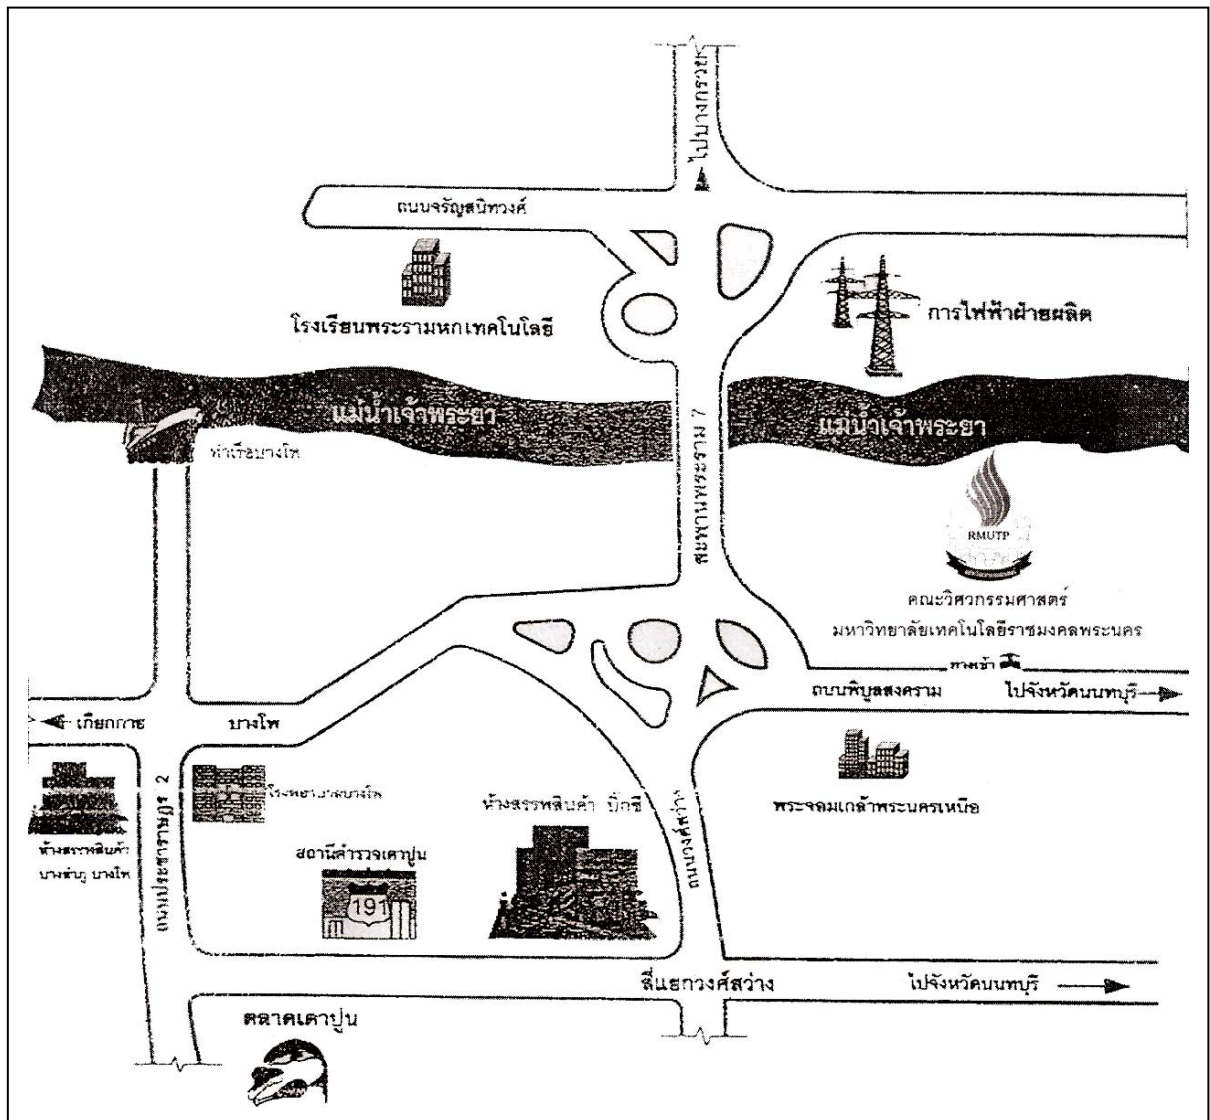 ไปบางกรวย
ถนนจรัญสนิทวงศ์
โรงเรียนพระรามหกเทคโนโลยี
การไฟฟ้าฝ่ายผลิต
แม่น้ำเจ้าพระยา
สะพานพระราม 7
แม่น้ำเจ้าพระยา
ท่าเรือบางโพ
RMUTP
คณะวิศวกรรมศาสตร์
มหาวิทยาลัยเทคโนโลยีราชมงคลพระนคร
ทางเข้า
ถนนพิบูลสงคราม
ไปจังหวัดนนทบุรี
เกียกกาย
บางโพ
ถนนประชาราษฎร 2
โรงพยาบาลบางโพ
ห้างสรรพสินค้า บิ๊กซี
ถนนวงศ์สว่าง
พระจอมเกล้าพระนครเหนือ
ห้างสรรพสินค้า
บางลำภู บางโพ
สถานีตำรวจเตาปูน
191
สี่แยกวงศ์สว่าง
ไปจังหวัดนนทบุรี
ตลาดเตาปูน